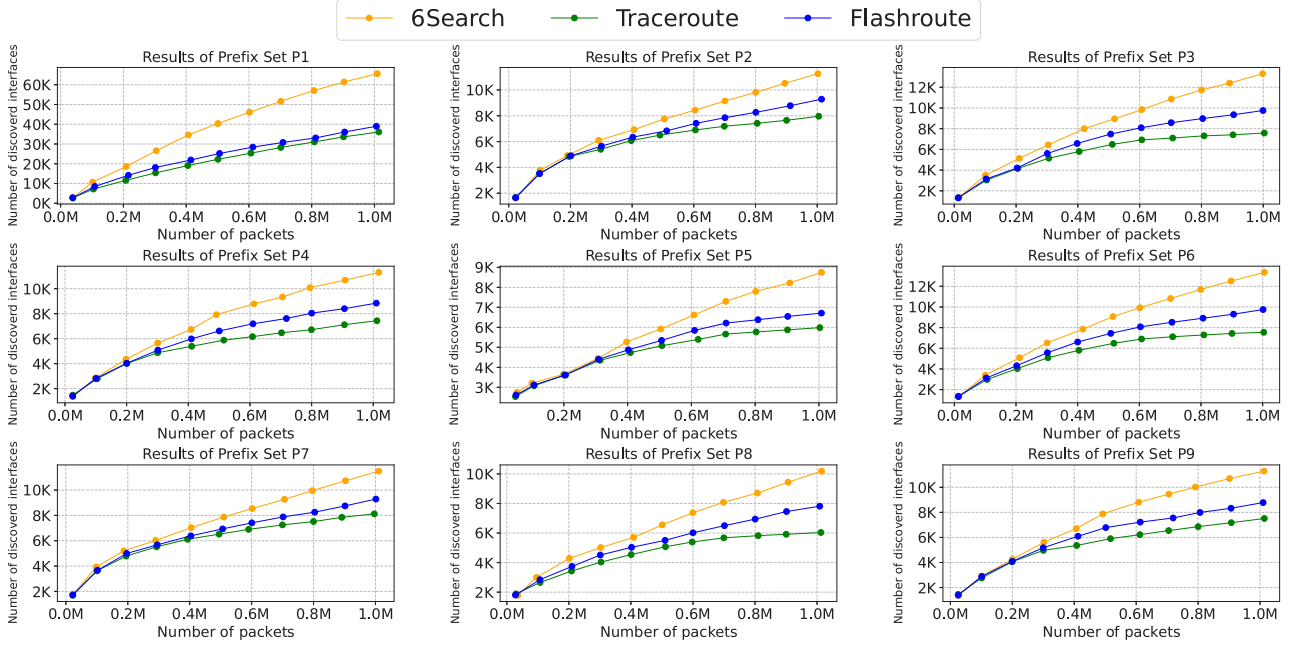 6Search Traceroute Flashroute
Results of Prefix Set P1
Number of discoverd interfaces
60K
50K
40K
30K
20K
10K
0K
0.0M 0.2M 0.4M 0.6M 0.8M 1.0M
Number of packets
Results of Prefix Set P2
Number of discoverd interfaces
10K
8K
6K
4K
2K
0.0M 0.2M 0.4M 0.6M 0.8M 1.0M
Number of packets
Results of Prefix Set P3
Number of discoverd interfaces
12K
10K
8K
6K
4K
2K
0.0M 0.2M 0.4M 0.6M 0.8M 1.0M
Number of packets
Results of Prefix Set P4
Number of discoverd interfaces
10K
8K
6K
4K
2K
0.0M 0.2M 0.4M 0.6M 0.8M 1.0M
Number of packets
Results of Prefix Set P5
Number of discoverd interfaces
9K
8K
7K
6K
5K
4K
3K
0.2M 0.4M 0.6M 0.8M 1.0M
Number of packets
Results of Prefix Set P6
Number of discoverd interfaces
12K
10K
8K
6K
4K
2K
0.0M 0.2M 0.4M 0.6M 0.8M 1.0M
Number of packets
Results of Prefix Set P7
Number of discoverd interfaces
10K
8K
6K
4K
2K
0.0M 0.2M 0.4M 0.6M 0.8M 1.0M
Number of packets
Results of Prefix Set P8
Number of discoverd interfaces
10K
8K
6K
4K
2K
0.0M 0.2M 0.4M 0.6M 0.8M 1.0M
Number of packets
Results of Prefix Set P9
Number of discoverd interfaces
10K
8K
6K
4K
2K
0.0M 0.2M 0.4M 0.6M 0.8M 1.0M
Number of packets